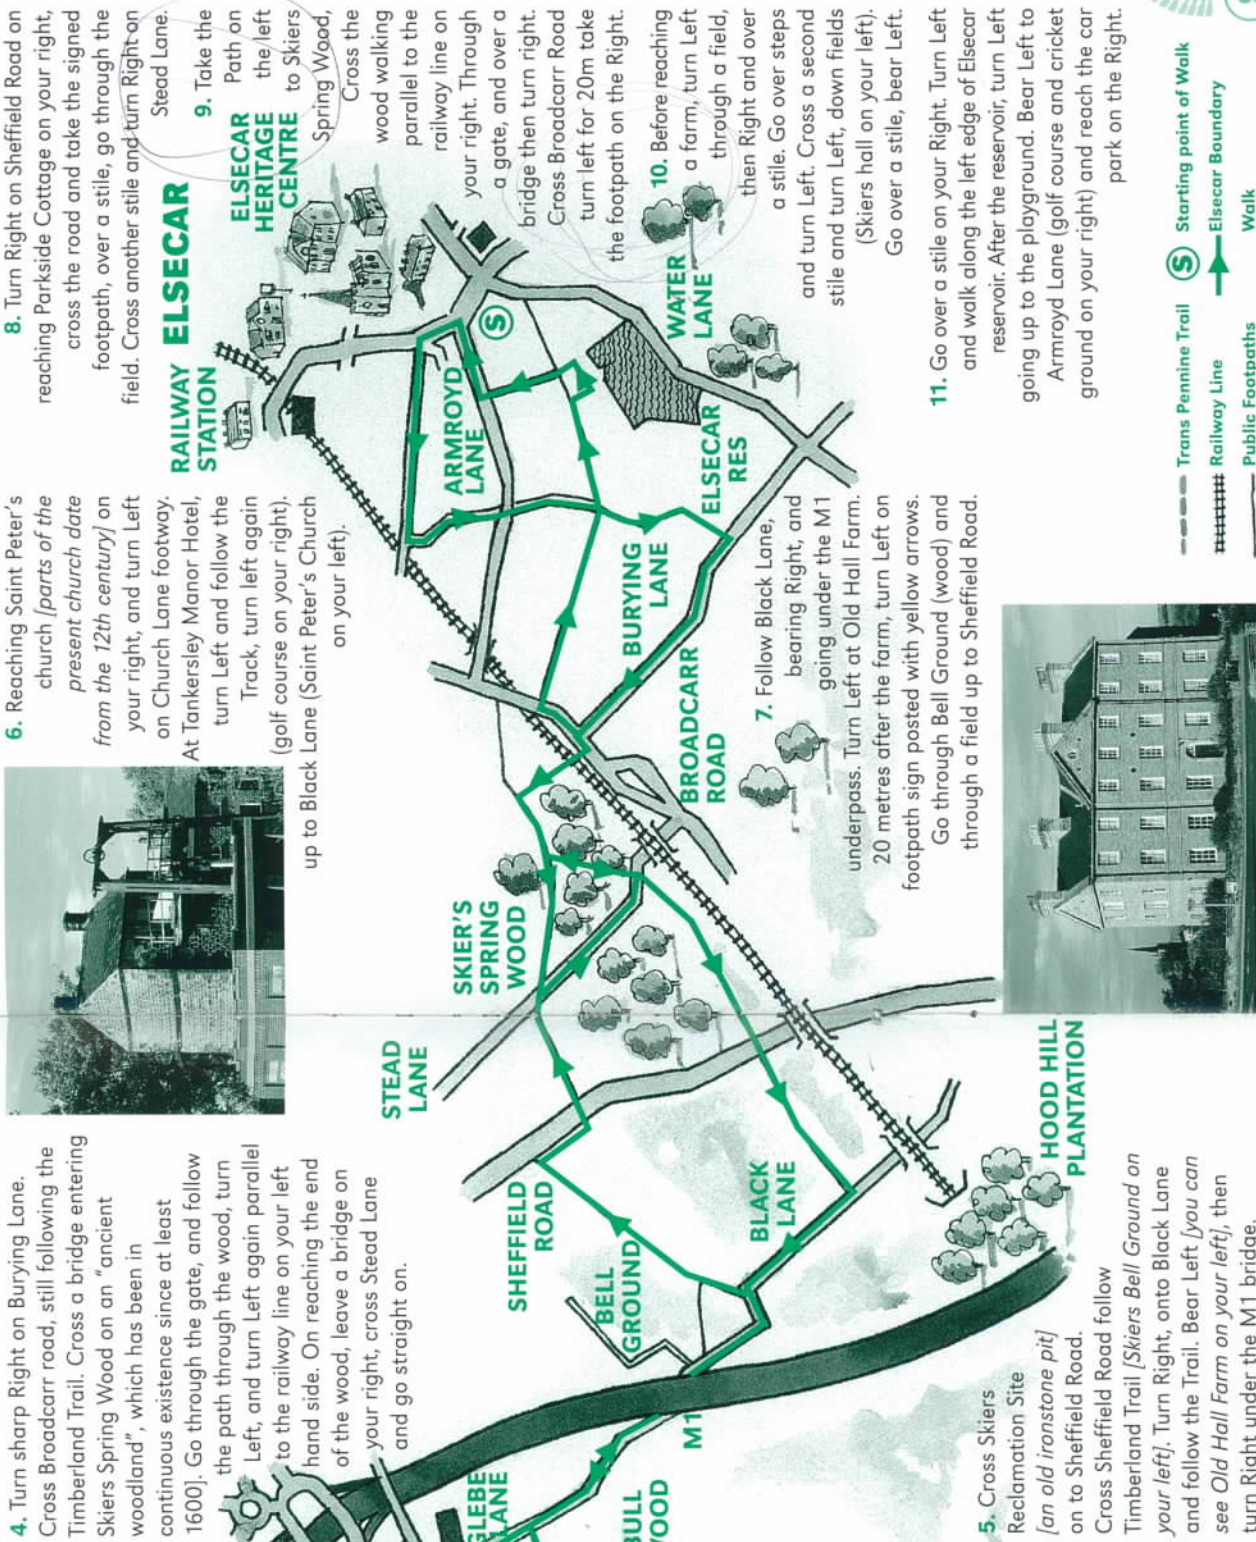 4. Turn sharp Right on Burying Lane.
Cross Broadcarr road, still following the
Timberland Trail. Cross a bridge entering
Skiers Spring Wood on an "ancient
woodland", which has been in
continuous existence since at least
1600]. Go through the gate, and follow
the path through the wood, turn
Left, and turn Left again parallel
to the railway line on your left
hand side. On reaching the end
of the wood, leave a bridge on
your right, cross Stead Lane
and go straight on.
5. Cross Skiers
Reclamation Site
[an old ironstone pit]
on to Sheffield Road.
Cross Sheffield Road follow
Timberland Trail [Skiers Bell Ground on
your left]. Turn Right, onto Black Lane
and follow the Trail. Bear Left [you can
see Old Hall Farm on your left], then
turn Right under the M1 bridge.
6. Reaching Saint Peter's
church [parts of the
present church date
from the 12th century] on
your right, and turn Left
on Church Lane footway.
At Tankersley Manor Hotel,
turn Left and follow the
Track, turn left again
(golf course on your right).
up to Black Lane (Saint Peter's Church
on your left).
7. Follow Black Lane,
bearing Right, and
going under the M1
underpass. Turn Left at Old Hall Farm.
20 metres after the farm, turn Left on
footpath sign posted with yellow arrows.
Go through Bell Ground (wood) and
through a field up to Sheffield Road.
8. Turn Right on Sheffield Road on
reaching Parkside Cottage on your right,
cross the road and take the signed
footpath, over a stile, go through the
field. Cross another stile and turn Right on
Stead Lane.
9. Take the
Path on
the left
to Skiers
Spring Wood,
Cross the
wood walking
parallel to the
railway line on
your right. Through
a gate, and over a
bridge then turn right.
Cross Broadcarr Road
turn left for 20m take
the footpath on the Right.
10. Before reaching
a farm, turn Left
through a field,
then Right and over
a stile. Go over steps
and turn Left. Cross a second
stile and turn Left, down fields
(Skiers hall on your left).
Go over a stile, bear Left.
11. Go over a stile on your Right. Turn Left
and walk along the left edge of Elsecar
reservoir. After the reservoir, turn Left
going up to the playground. Bear Left to
Armroyd Lane (golf course and cricket
ground on your right) and reach the car
park on the Right.
RAILWAY
STATION
ELSECAR
ELSECAR
HERITAGE
CENTRE
S
ARMROYD
LANE
WATER
LANE
ELSECAR
RES
BURYING
LANE
BROADCARR
ROAD
SKIER'S
SPRING
WOOD
STEAD
LANE
SHEFFIELD
ROAD
BELL
GROUND
BLACK
LANE
HOOD HILL
PLANTATION
M1
GLEBE
LANE
Trans Pennine Trail
Railway Line
Public Footpaths
S Starting point of Walk
Elsecar Boundary
Walk